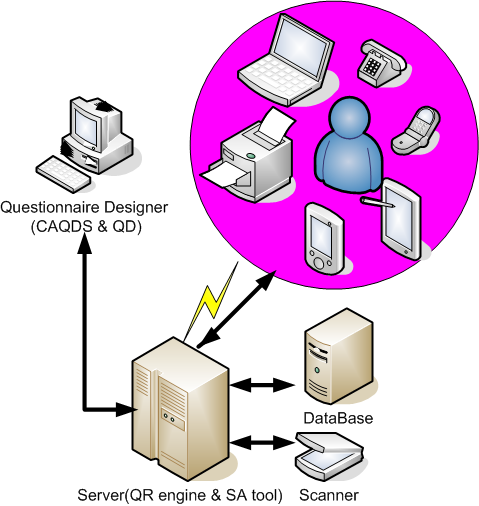 Questionnaire Designer
(CAQDS & QD)
DataBase
Server(QR engine & SA tool)
Scanner